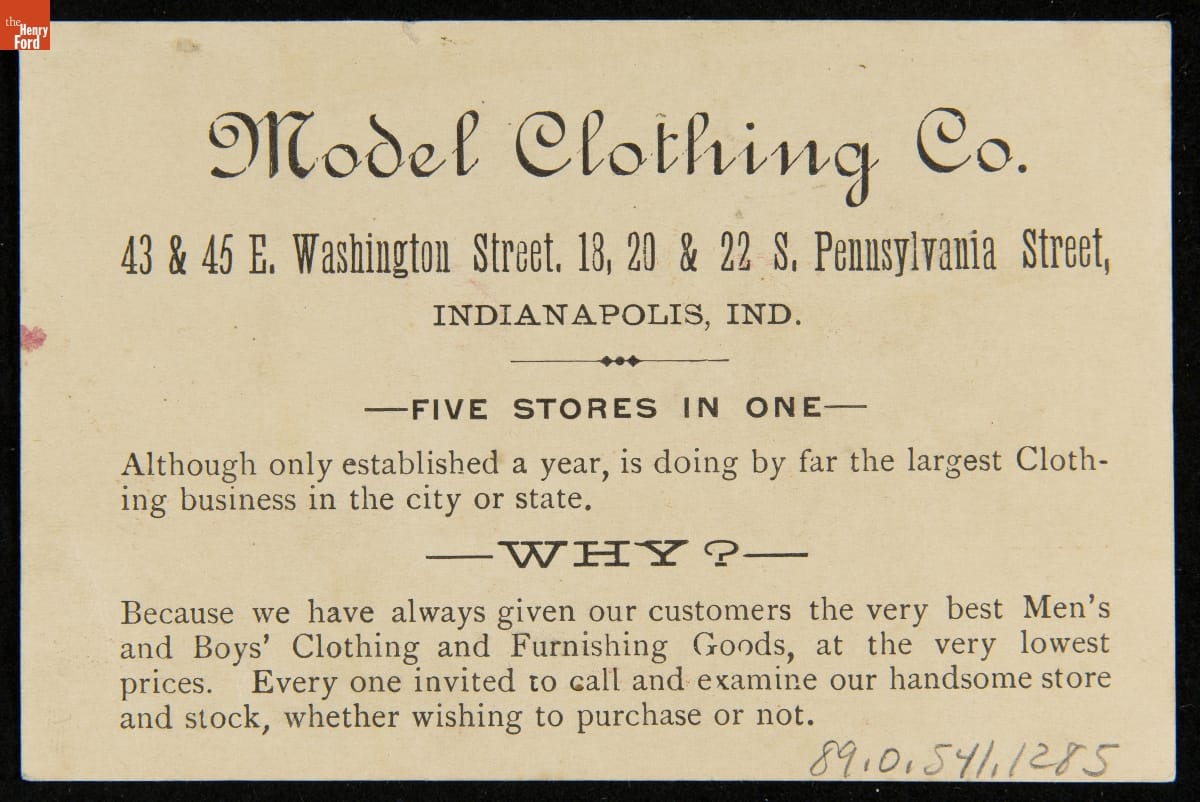 the
Henry
Ford
Model Clothing Co.
43 & 45 E. Washington Street. 18, 20 & 22 S. Pennsylvania Street,
INDIANAPOLIS, IND.
—FIVE STORES IN ONE—
Although only established a year, is doing by far the largest Cloth-
ing business in the city or state.
—WHY?—
Because we have always given our customers the very best Men's
and Boys' Clothing and Furnishing Goods, at the very lowest
prices. Every one invited to call and examine our handsome store
and stock, whether wishing to purchase or not.
89.0.541.1285